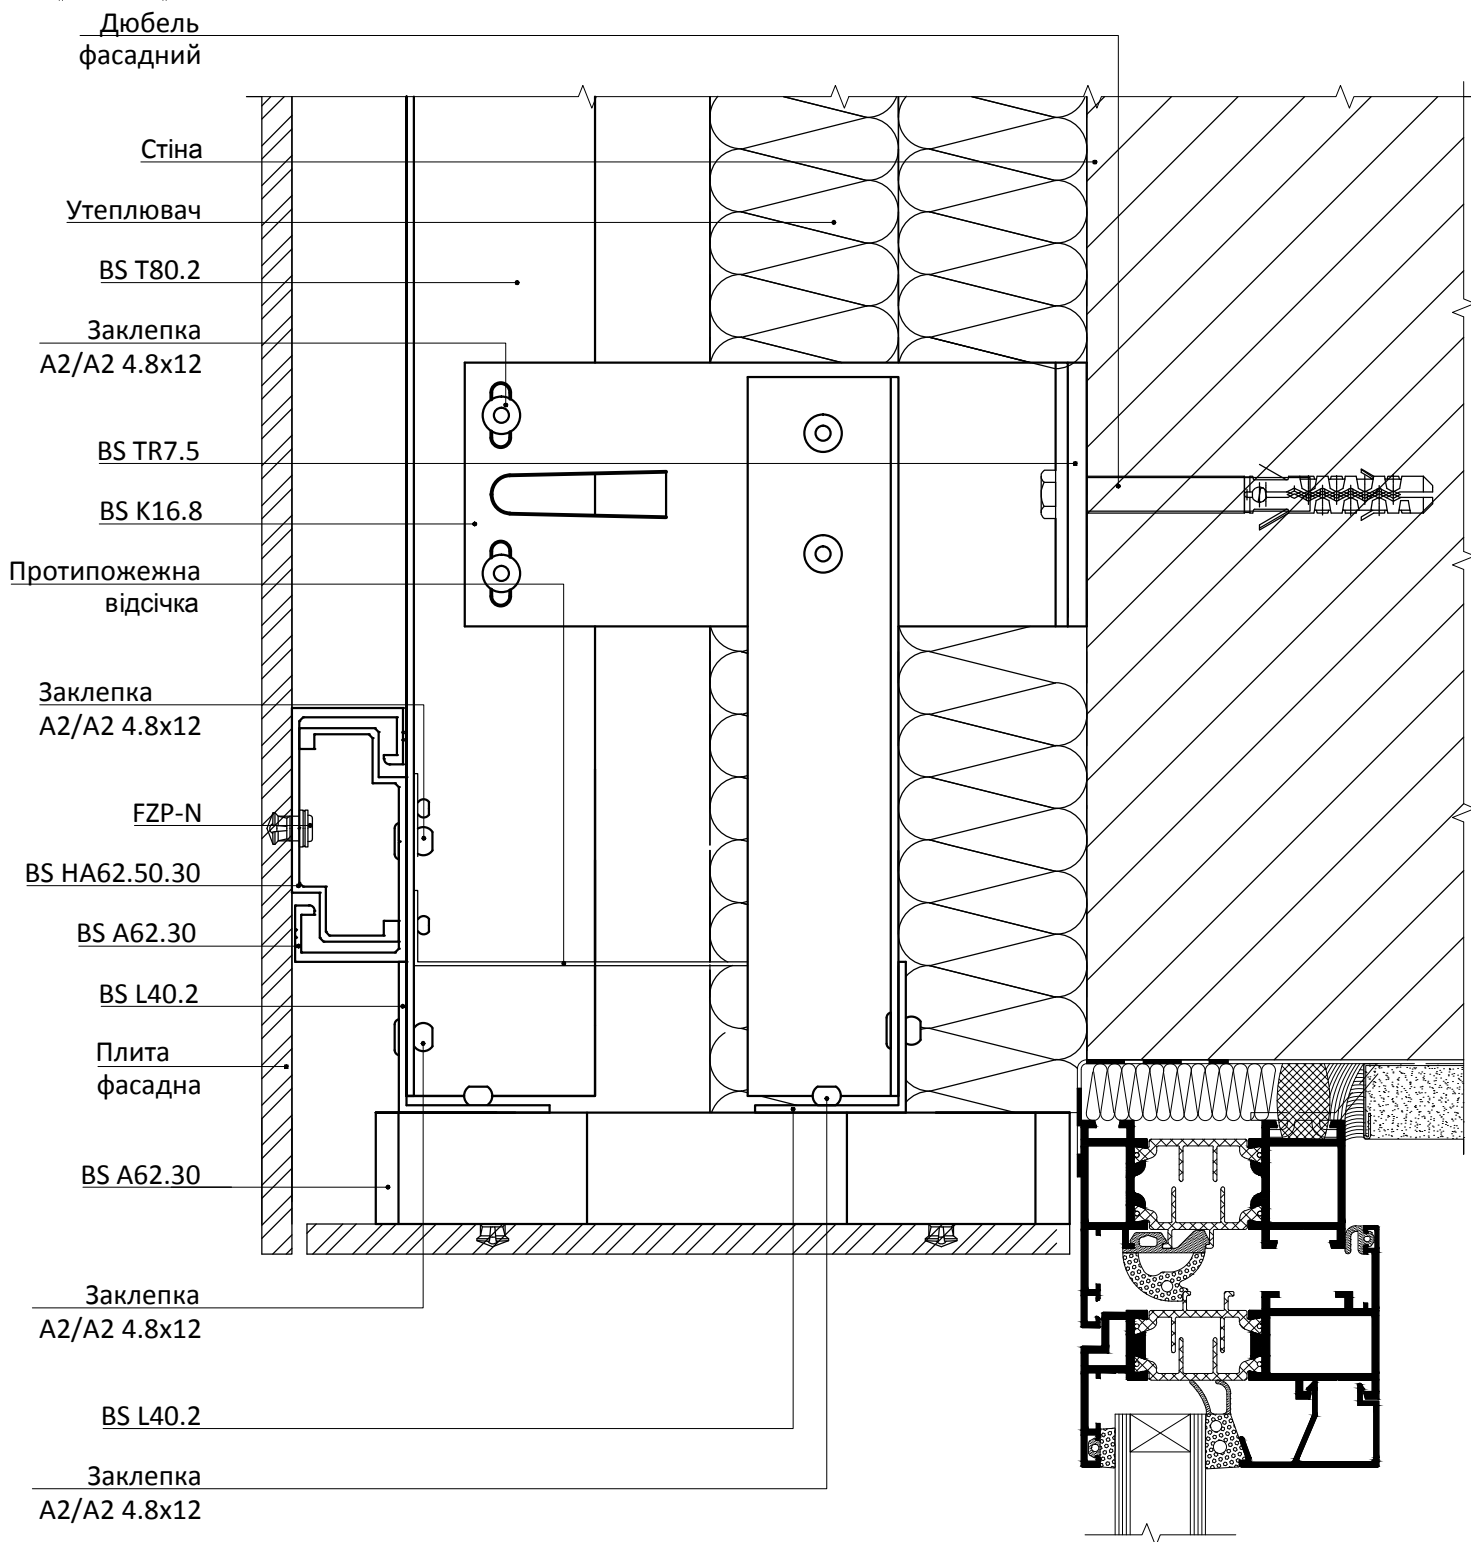 Дюбель
фасадний
Стіна
Утеплювач
BS T80.2
Заклепка
A2/A2 4.8x12
BS TR7.5
BS K16.8
Протипожежна
відсічка
Заклепка
A2/A2 4.8x12
FZP-N
BS HA62.50.30
BS A62.30
BS L40.2
Плита
фасадна
BS A62.30
Заклепка
A2/A2 4.8x12
BS L40.2
Заклепка
A2/A2 4.8x12